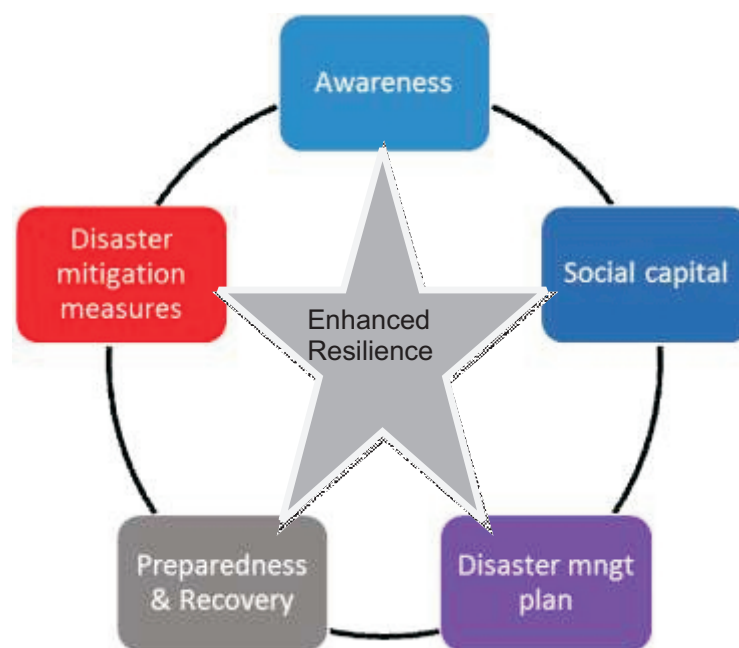 Awareness
Social capital
Disaster mngt
plan
Preparedness
& Recovery
Disaster
mitigation
measures
Enhanced
Resilience